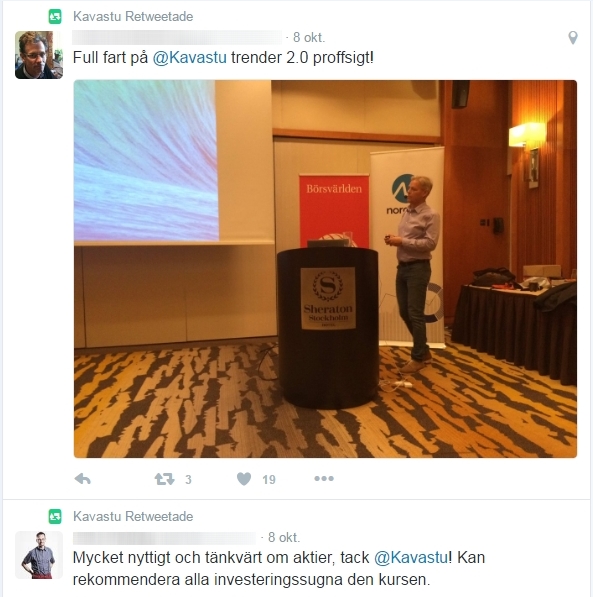 Kavastu Retweetade
· 8 okt.
Full fart på @Kavastu trender 2.0 proffsigt!
Börsvärlden
S
Sheraton
Stockholm
HOTEL
3
19
Kavastu Retweetade
· 8 okt.
Mycket nyttigt och tänkvärt om aktier, tack @Kavastu! Kan
rekommendera alla investeringssugna den kursen.